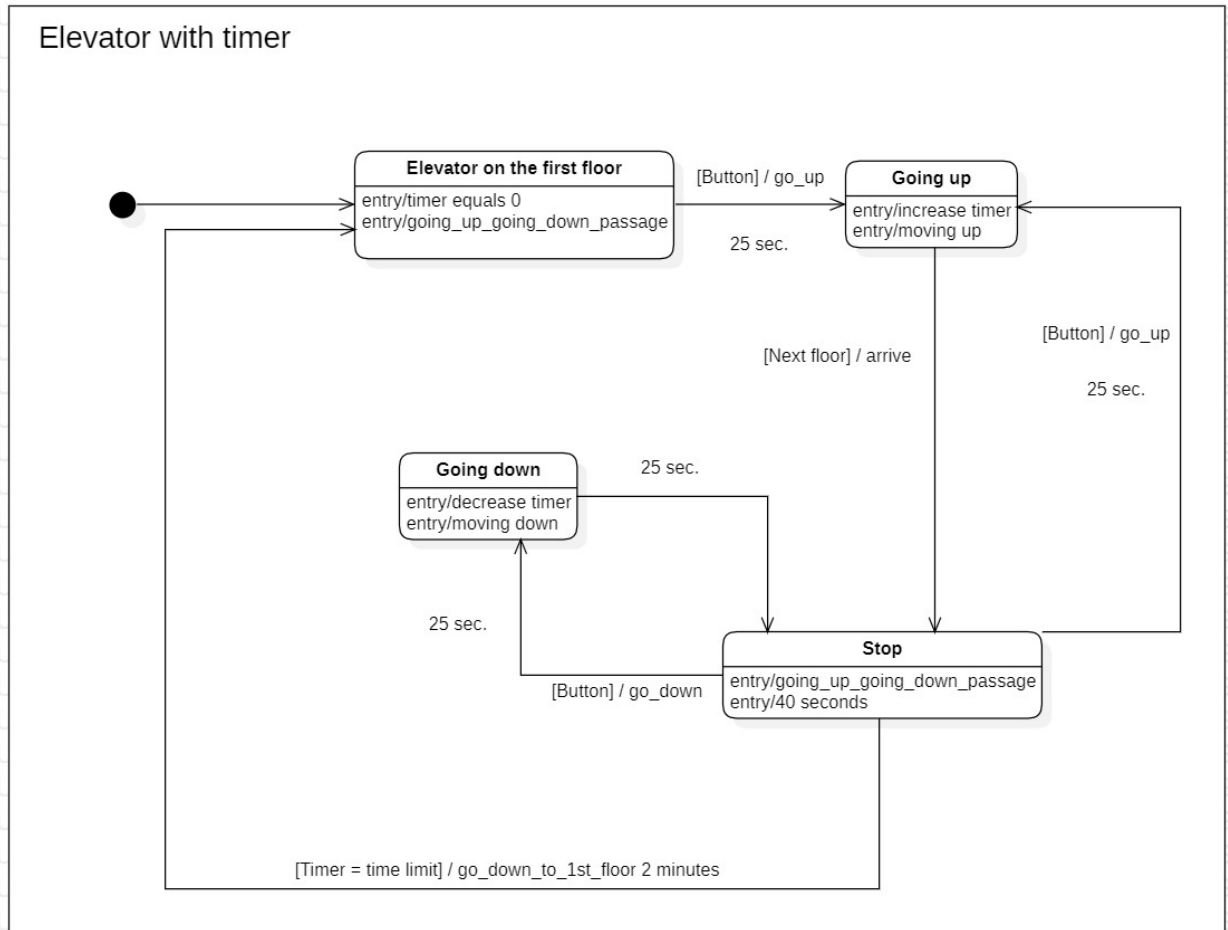 Elevator with timer
Elevator on the first floor
entry/timer equals 0
entry/going_up_going_down_passage
[Button] / go_up
25 sec.
Going up
entry/increase timer
entry/moving up
[Button] / go_up
25 sec.
[Next floor] / arrive
Going down
entry/decrease timer
entry/moving down
25 sec.
25 sec.
[Button] / go_down
Stop
entry/going_up_going_down_passage
entry/40 seconds
[Timer = time limit] / go_down_to_1st_floor 2 minutes